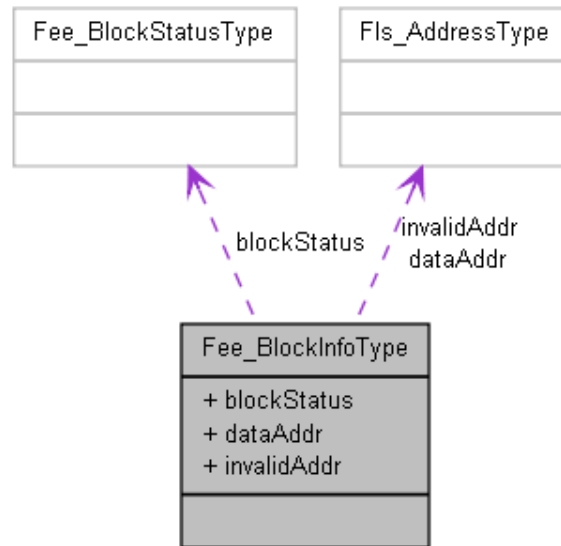 Fee_BlockStatusType
Fls_AddressType
blockStatus
invalidAddr
dataAddr
Fee_BlockInfoType
+ blockStatus
+ dataAddr
+ invalidAddr